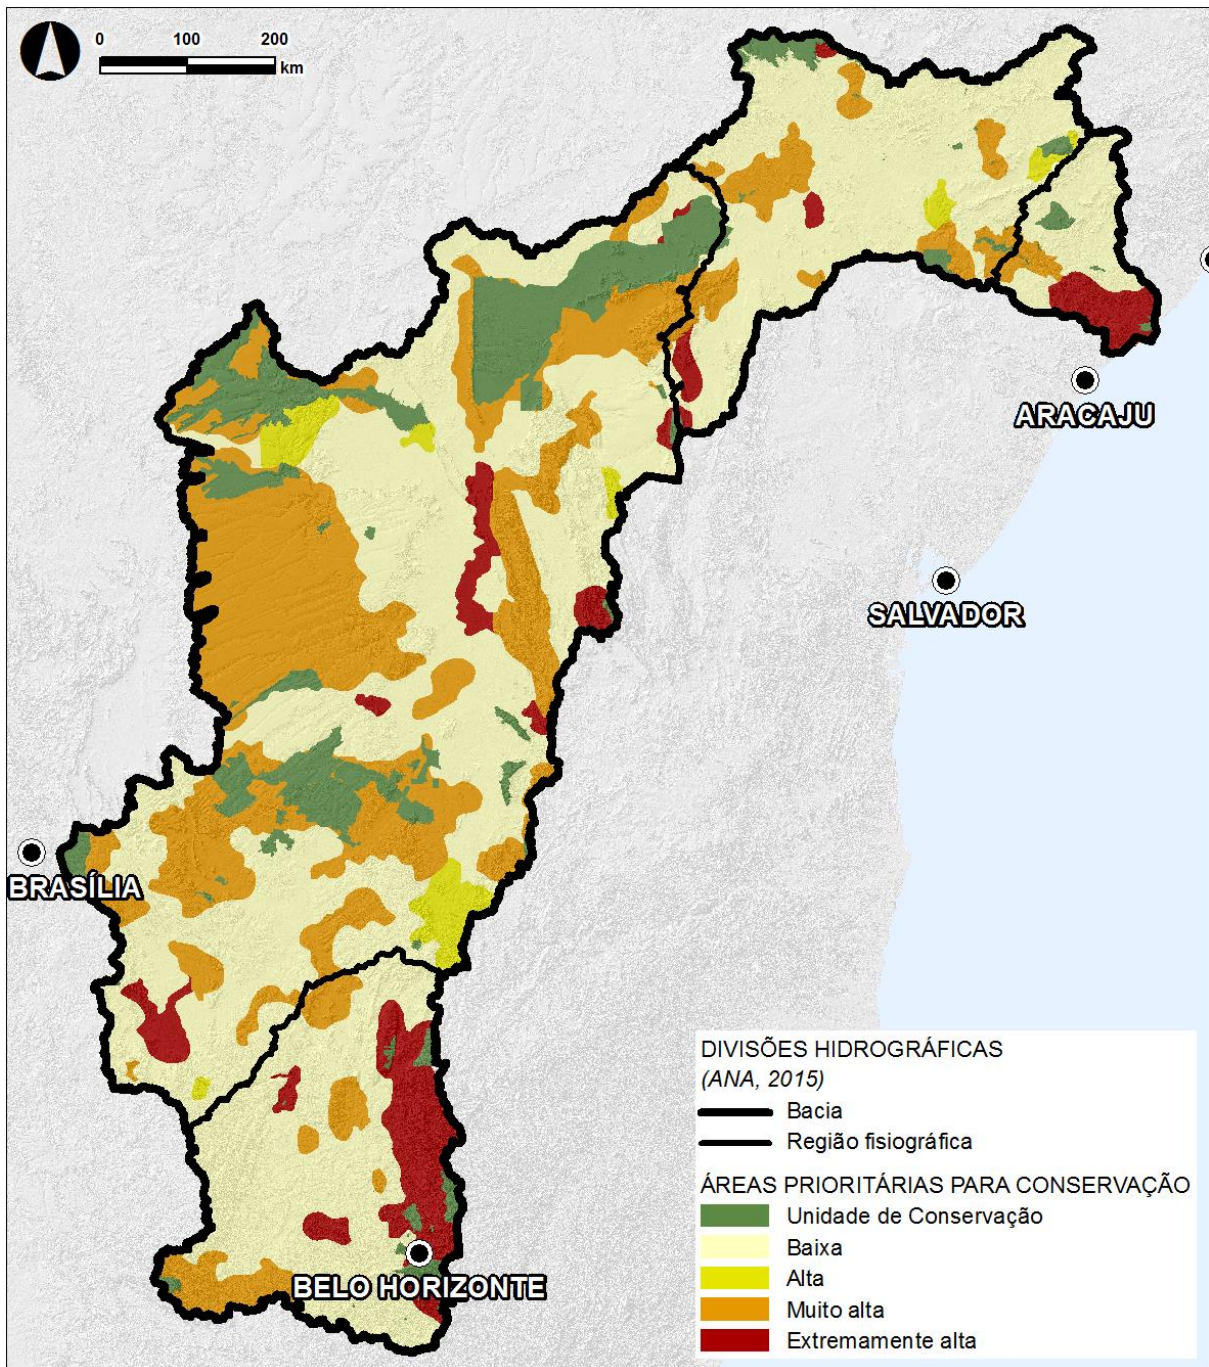 0 100 200
km
ARACAJU
SALVADOR
BRASÍLIA
BELO HORIZONTE
DIVISÕES HIDROGRÁFICAS
(ANA, 2015)
Bacia
Região fisiográfica
ÁREAS PRIORITÁRIAS PARA CONSERVAÇÃO
Unidade de Conservação
Baixa
Alta
Muito alta
Extremamente alta